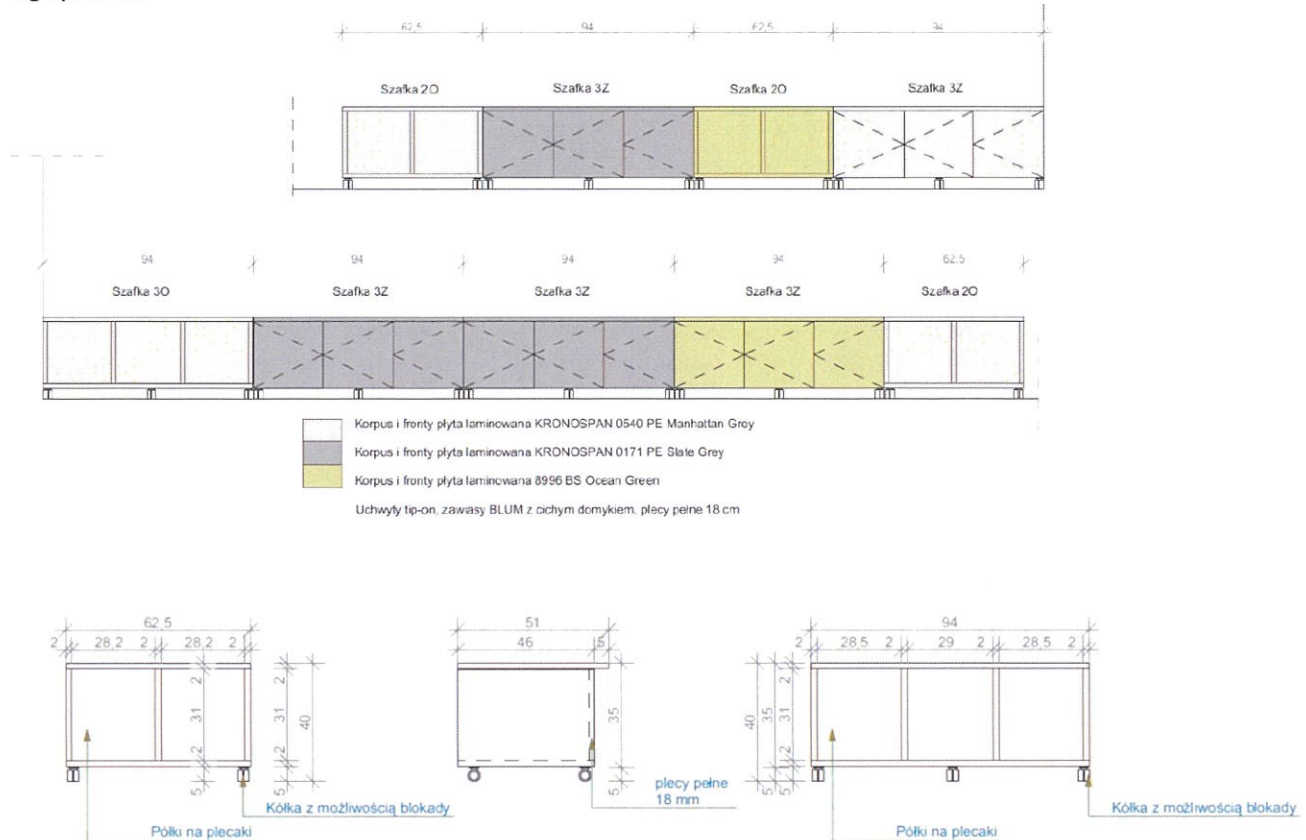 62,5 94 62,5 94
Szafka 2O Szafka 3Z Szafka 2O Szafka 3Z
94 94 94 94 62.5
Szafka 3O Szafka 3Z Szafka 3Z Szafka 3Z Szafka 2O
Korpus i fronty płyta laminowana KRONOSPAN 0540 PE Manhattan Grey
Korpus i fronty płyta laminowana KRONOSPAN 0171 PE Slate Grey
Korpus i fronty płyta laminowana 8996 BS Ocean Green
Uchwyty tip-on, zawiasy BLUM z cichym domykiem, plecy pełne 18 cm
62,5
2 28,2 2 28,2 2
2 31 2
2 31 2 5
40
Kółka z możliwością blokady
Półki na plecaki
51
46 5
35
5
plecy pełne
18 mm
94
2 28,5 2 29 2 28,5 2
40 35 31 2
5 5
Kółka z możliwością blokady
Półki na plecaki